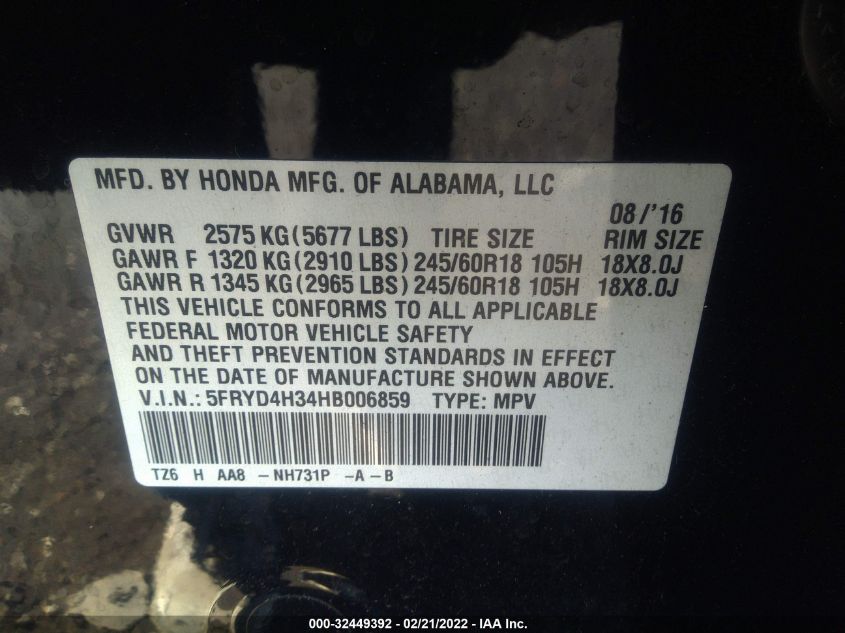 MFD. BY HONDA MFG. OF ALABAMA, LLC
08/'16
GVWR 2575 KG (5677 LBS) TIRE SIZE RIM SIZE
GAWR F 1320 KG (2910 LBS) 245/60R18 105H 18X8.0J
GAWR R 1345 KG (2965 LBS) 245/60R18 105H 18X8.0J
THIS VEHICLE CONFORMS TO ALL APPLICABLE
FEDERAL MOTOR VEHICLE SAFETY
AND THEFT PREVENTION STANDARDS IN EFFECT
ON THE DATE OF MANUFACTURE SHOWN ABOVE.
V.I.N.: 5FRYD4H34HB006859 TYPE: MPV
TZ6 H AA8 -NH731P -A-B
000-32449392 - 02/21/2022 - IAA Inc.